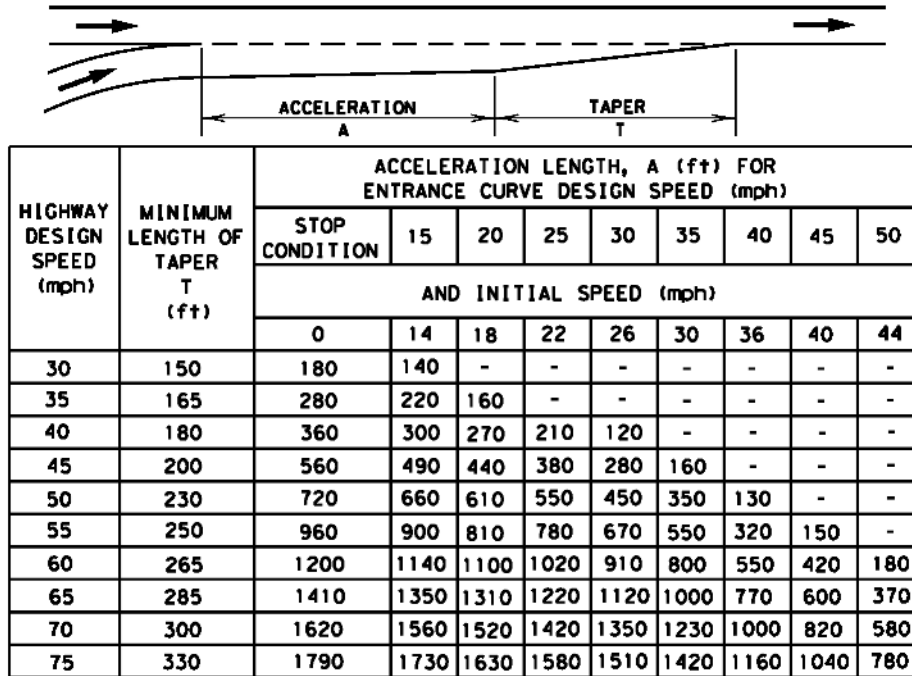 ACCELERATION
A
TAPER
T
HIGHWAY DESIGN SPEED (mph)
MINIMUM LENGTH OF TAPER T (ft)
ACCELERATION LENGTH, A (ft) FOR
ENTRANCE CURVE DESIGN SPEED (mph)
STOP CONDITION 15 20 25 30 35 40 45 50
AND INITIAL SPEED (mph)
0 14 18 22 26 30 36 40 44
30 150 180 140 - - - - - - -
35 165 280 220 160 - - - - - -
40 180 360 300 270 210 120 - - - -
45 200 560 490 440 380 280 160 - - -
50 230 720 660 610 550 450 350 130 - -
55 250 960 900 810 780 670 550 320 150 -
60 265 1200 1140 1100 1020 910 800 550 420 180
65 285 1410 1350 1310 1220 1120 1000 770 600 370
70 300 1620 1560 1520 1420 1350 1230 1000 820 580
75 330 1790 1730 1630 1580 1510 1420 1160 1040 780